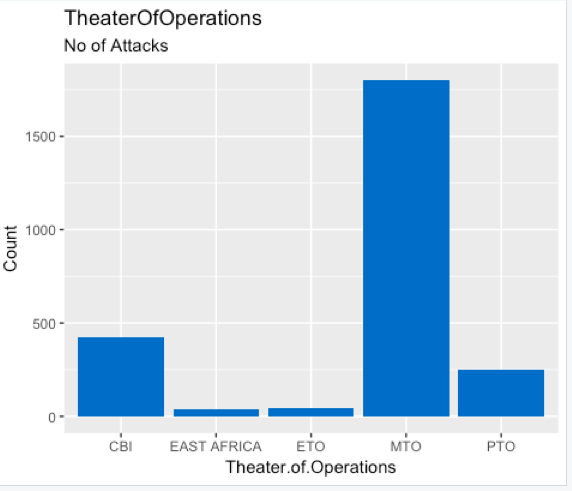 TheaterOfOperations
No of Attacks
Count
1500
1000
500
0
CBI EAST AFRICA ETO MTO PTO
Theater.of.Operations